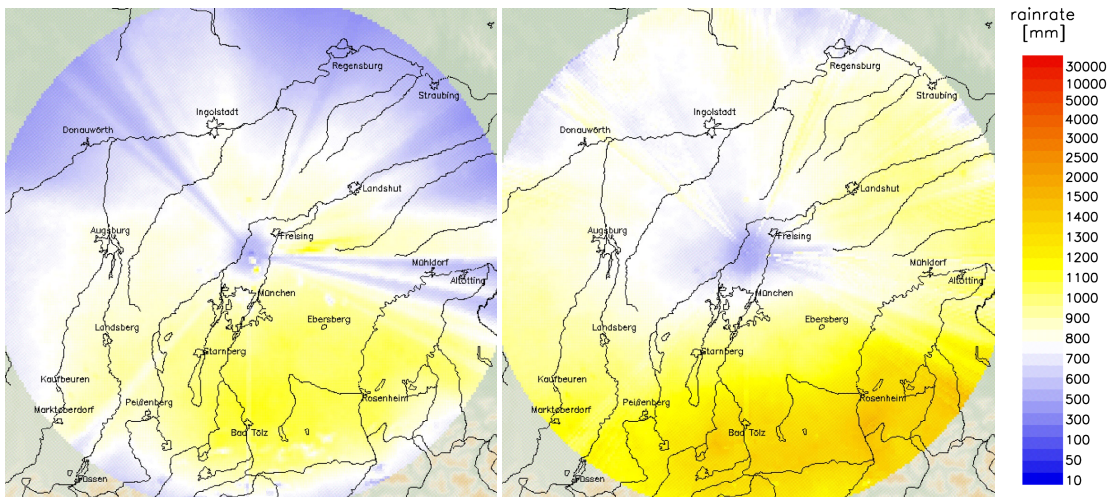 rainrate
[mm]
Regensburg
Straubing
Ingolstadt
Donauwörth
Landshut
Augsburg
Freising
Mühldorf
Altötting
München
Landsberg
Ebersberg
Starnberg
Kaufbeuren
Marktoberdorf
Peißenberg
Rosenheim
Bad Tölz
Füssen
Regensburg
Straubing
Ingolstadt
Donauwörth
Landshut
Augsburg
Freising
Mühldorf
Altötting
München
Landsberg
Ebersberg
Starnberg
Kaufbeuren
Marktoberdorf
Peißenberg
Rosenheim
Bad Tölz
Füssen
30000
10000
5000
4000
3000
2500
2000
1500
1400
1300
1200
1100
1000
900
800
700
600
500
300
100
50
10